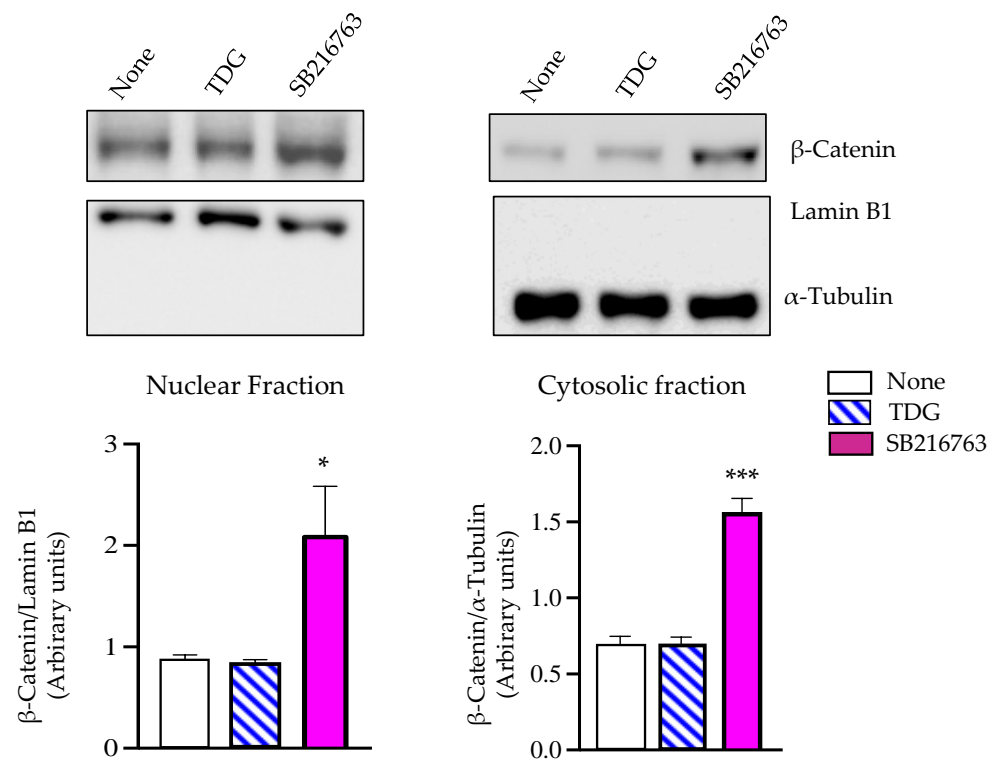 None TDG SB216763
None TDG SB216763
β-Catenin
Lamin B1
α-Tubulin
Nuclear Fraction
Cytosolic fraction
None
TDG
SB216763
β-Catenin/Lamin B1
(Arbirary units)
3
2
1
0
*
β-Catenin/α-Tubulin
(Arbirary units)
2.0
1.5
1.0
0.5
0.0
***